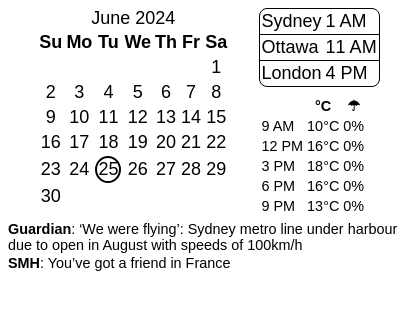 June 2024
Su Mo Tu We Th Fr Sa
1
2 3 4 5 6 7 8
9 10 11 12 13 14 15
16 17 18 19 20 21 22
23 24 25 26 27 28 29
30
Sydney 1 AM
Ottawa 11 AM
London 4 PM
°C ☂
9 AM 10°C 0%
12 PM 16°C 0%
3 PM 18°C 0%
6 PM 16°C 0%
9 PM 13°C 0%
Guardian: ‘We were flying’: Sydney metro line under harbour
due to open in August with speeds of 100km/h
SMH: You’ve got a friend in France